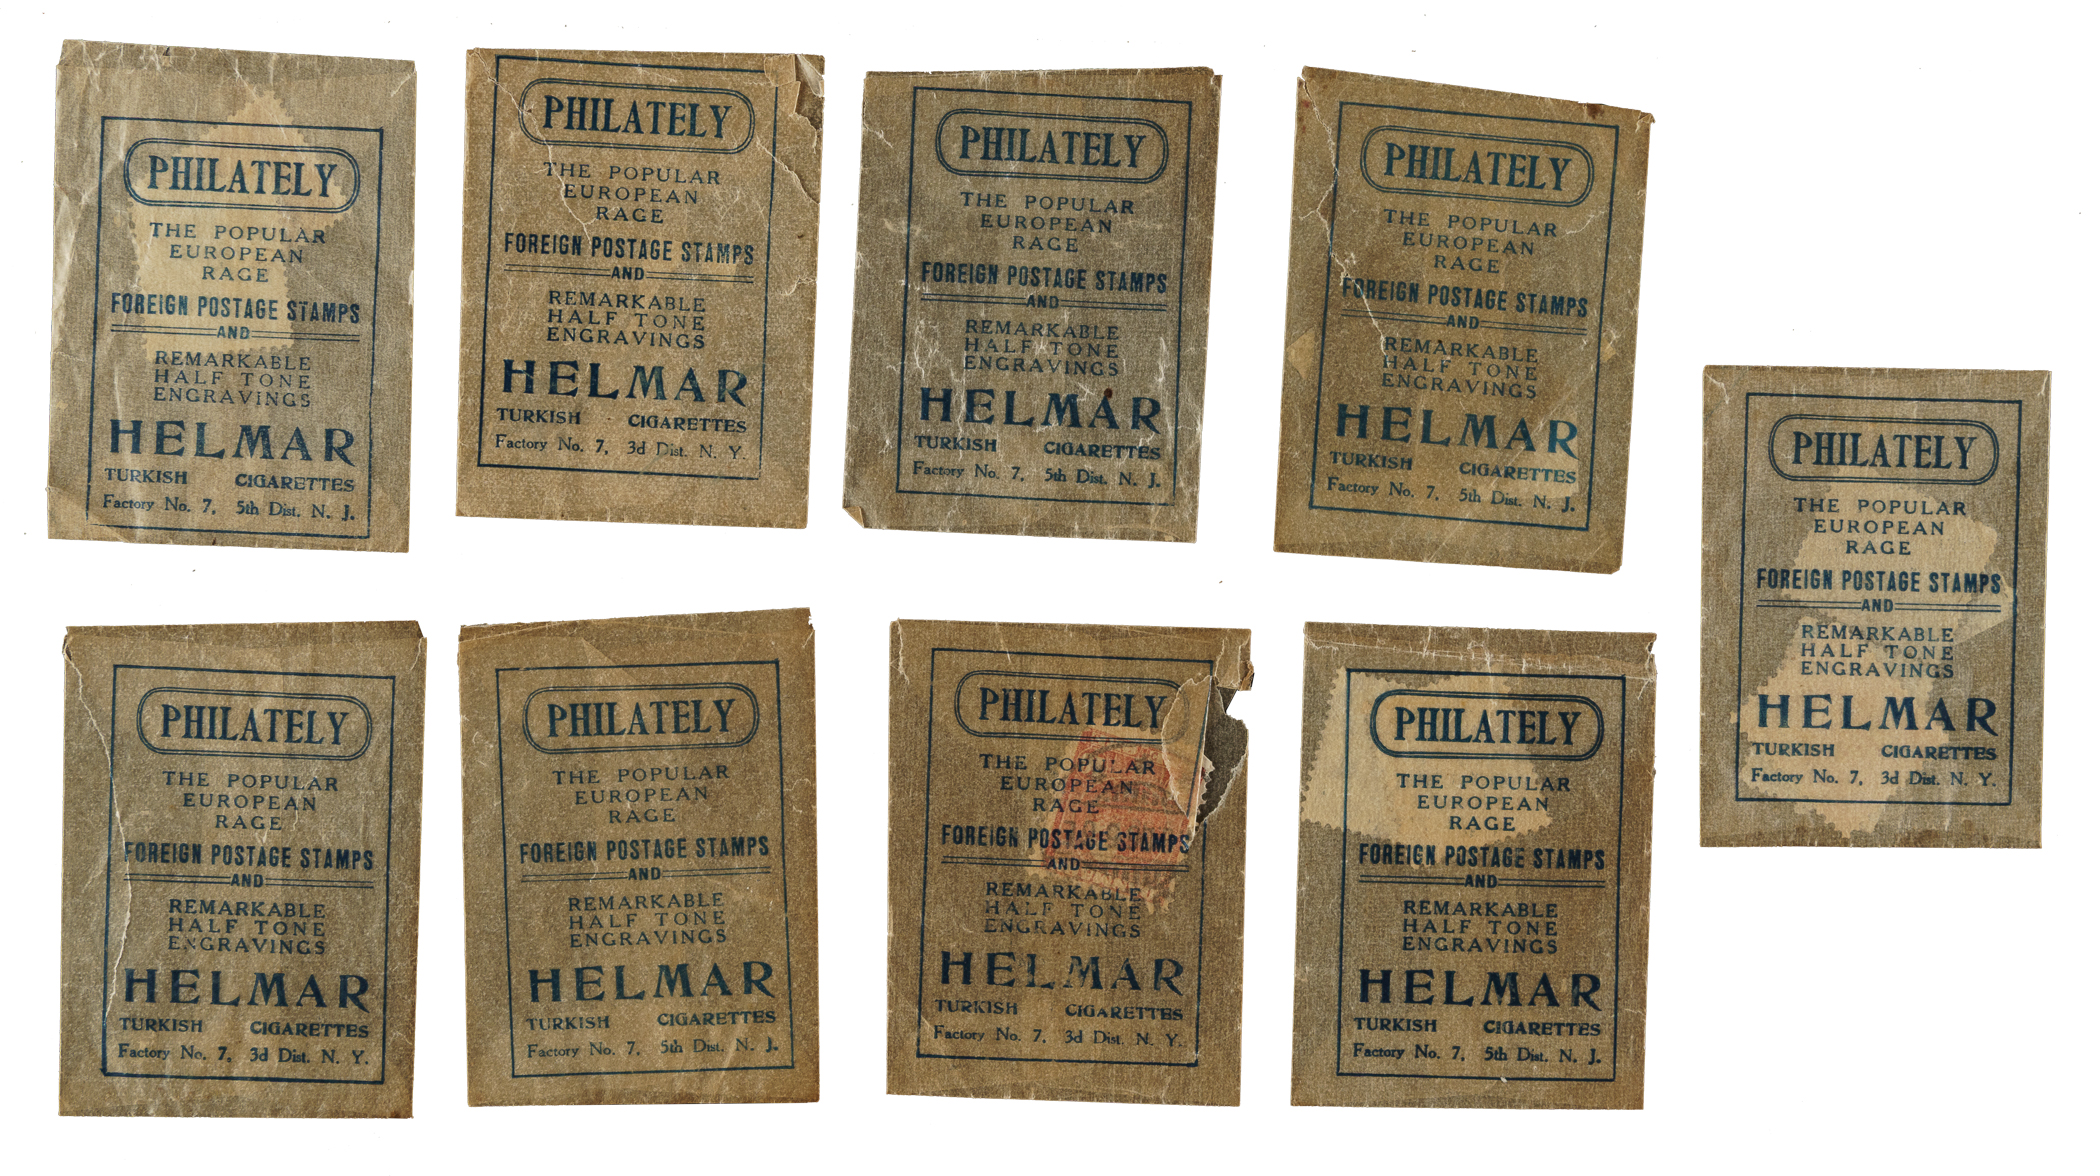 PHILATELY
THE POPULAR
EUROPEAN
RAGE
FOREIGN POSTAGE STAMPS
AND
REMARKABLE
HALF TONE
ENGRAVINGS
HELMAR
TURKISH CIGARETTES
Factory No. 7, 5th Dist. N. J.
PHILATELY
THE POPULAR
EUROPEAN
RAGE
FOREIGN POSTAGE STAMPS
AND
REMARKABLE
HALF TONE
ENGRAVINGS
HELMAR
TURKISH CIGARETTES
Factory No. 7, 3d Dist. N. Y.
PHILATELY
THE POPULAR
EUROPEAN
RAGE
FOREIGN POSTAGE STAMPS
AND
REMARKABLE
HALF TONE
ENGRAVINGS
HELMAR
TURKISH CIGARETTES
Factory No. 7, 5th Dist. N. J.
PHILATELY
THE POPULAR
EUROPEAN
RAGE
FOREIGN POSTAGE STAMPS
AND
REMARKABLE
HALF TONE
ENGRAVINGS
HELMAR
TURKISH CIGARETTES
Factory No. 7, 5th Dist. N. J.
PHILATELY
THE POPULAR
EUROPEAN
RAGE
FOREIGN POSTAGE STAMPS
AND
REMARKABLE
HALF TONE
ENGRAVINGS
HELMAR
TURKISH CIGARETTES
Factory No. 7, 3d Dist. N. Y.
PHILATELY
THE POPULAR
EUROPEAN
RAGE
FOREIGN POSTAGE STAMPS
AND
REMARKABLE
HALF TONE
ENGRAVINGS
HELMAR
TURKISH CIGARETTES
Factory No. 7, 3d Dist. N. Y.
PHILATELY
THE POPULAR
EUROPEAN
RAGE
FOREIGN POSTAGE STAMPS
AND
REMARKABLE
HALF TONE
ENGRAVINGS
HELMAR
TURKISH CIGARETTES
Factory No. 7, 5th Dist. N. J.
PHILATELY
THE POPULAR
EUROPEAN
RAGE
FOREIGN POSTAGE STAMPS
AND
REMARKABLE
HALF TONE
ENGRAVINGS
HELMAR
TURKISH CIGARETTES
Factory No. 7, 3d Dist. N. Y.
PHILATELY
THE POPULAR
EUROPEAN
RAGE
FOREIGN POSTAGE STAMPS
AND
REMARKABLE
HALF TONE
ENGRAVINGS
HELMAR
TURKISH CIGARETTES
Factory No. 7, 5th Dist. N. J.